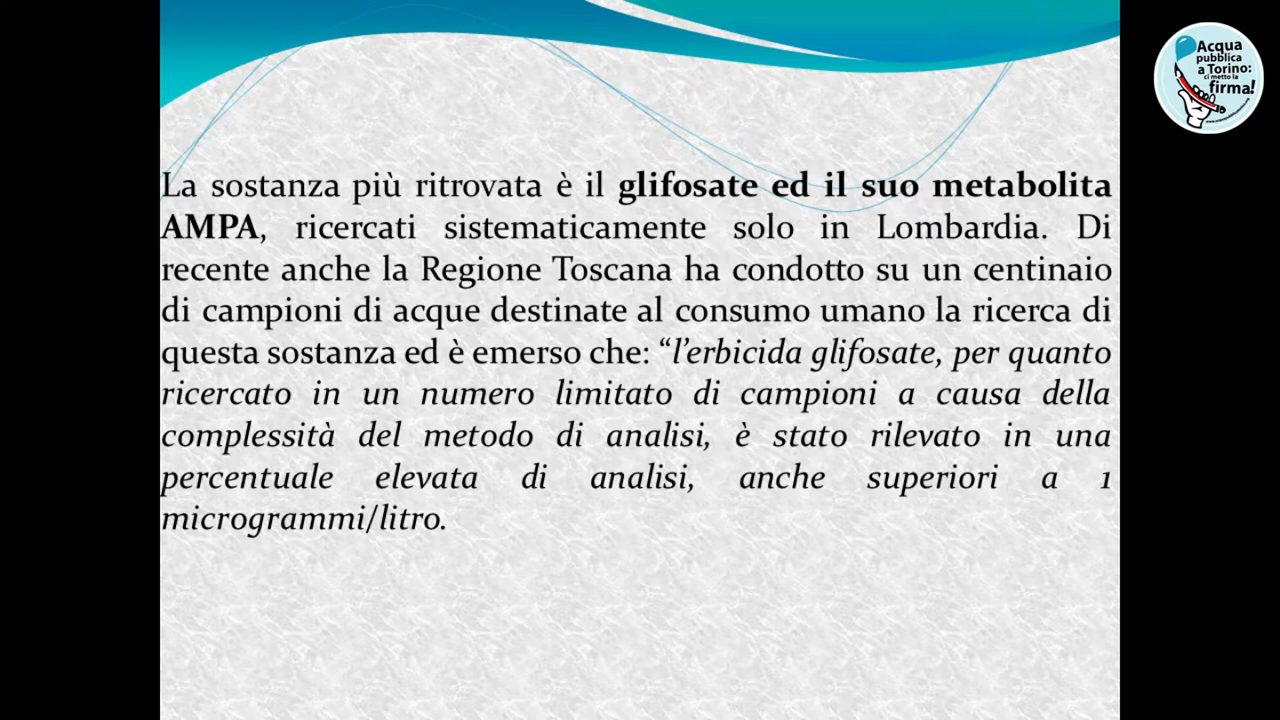 La sostanza più ritrovata è il glifosate ed il suo metabolita
AMPA, ricercati sistematicamente solo in Lombardia. Di
recente anche la Regione Toscana ha condotto su un centinaio
di campioni di acque destinate al consumo umano la ricerca di
questa sostanza ed è emerso che: “l’erbicida glifosate, per quanto
ricercato in un numero limitato di campioni a causa della
complessità del metodo di analisi, è stato rilevato in una
percentuale elevata di analisi, anche superiori a 1
microgrammi/litro.
Acqua
pubblica
a Torino:
ci metto la
firma!